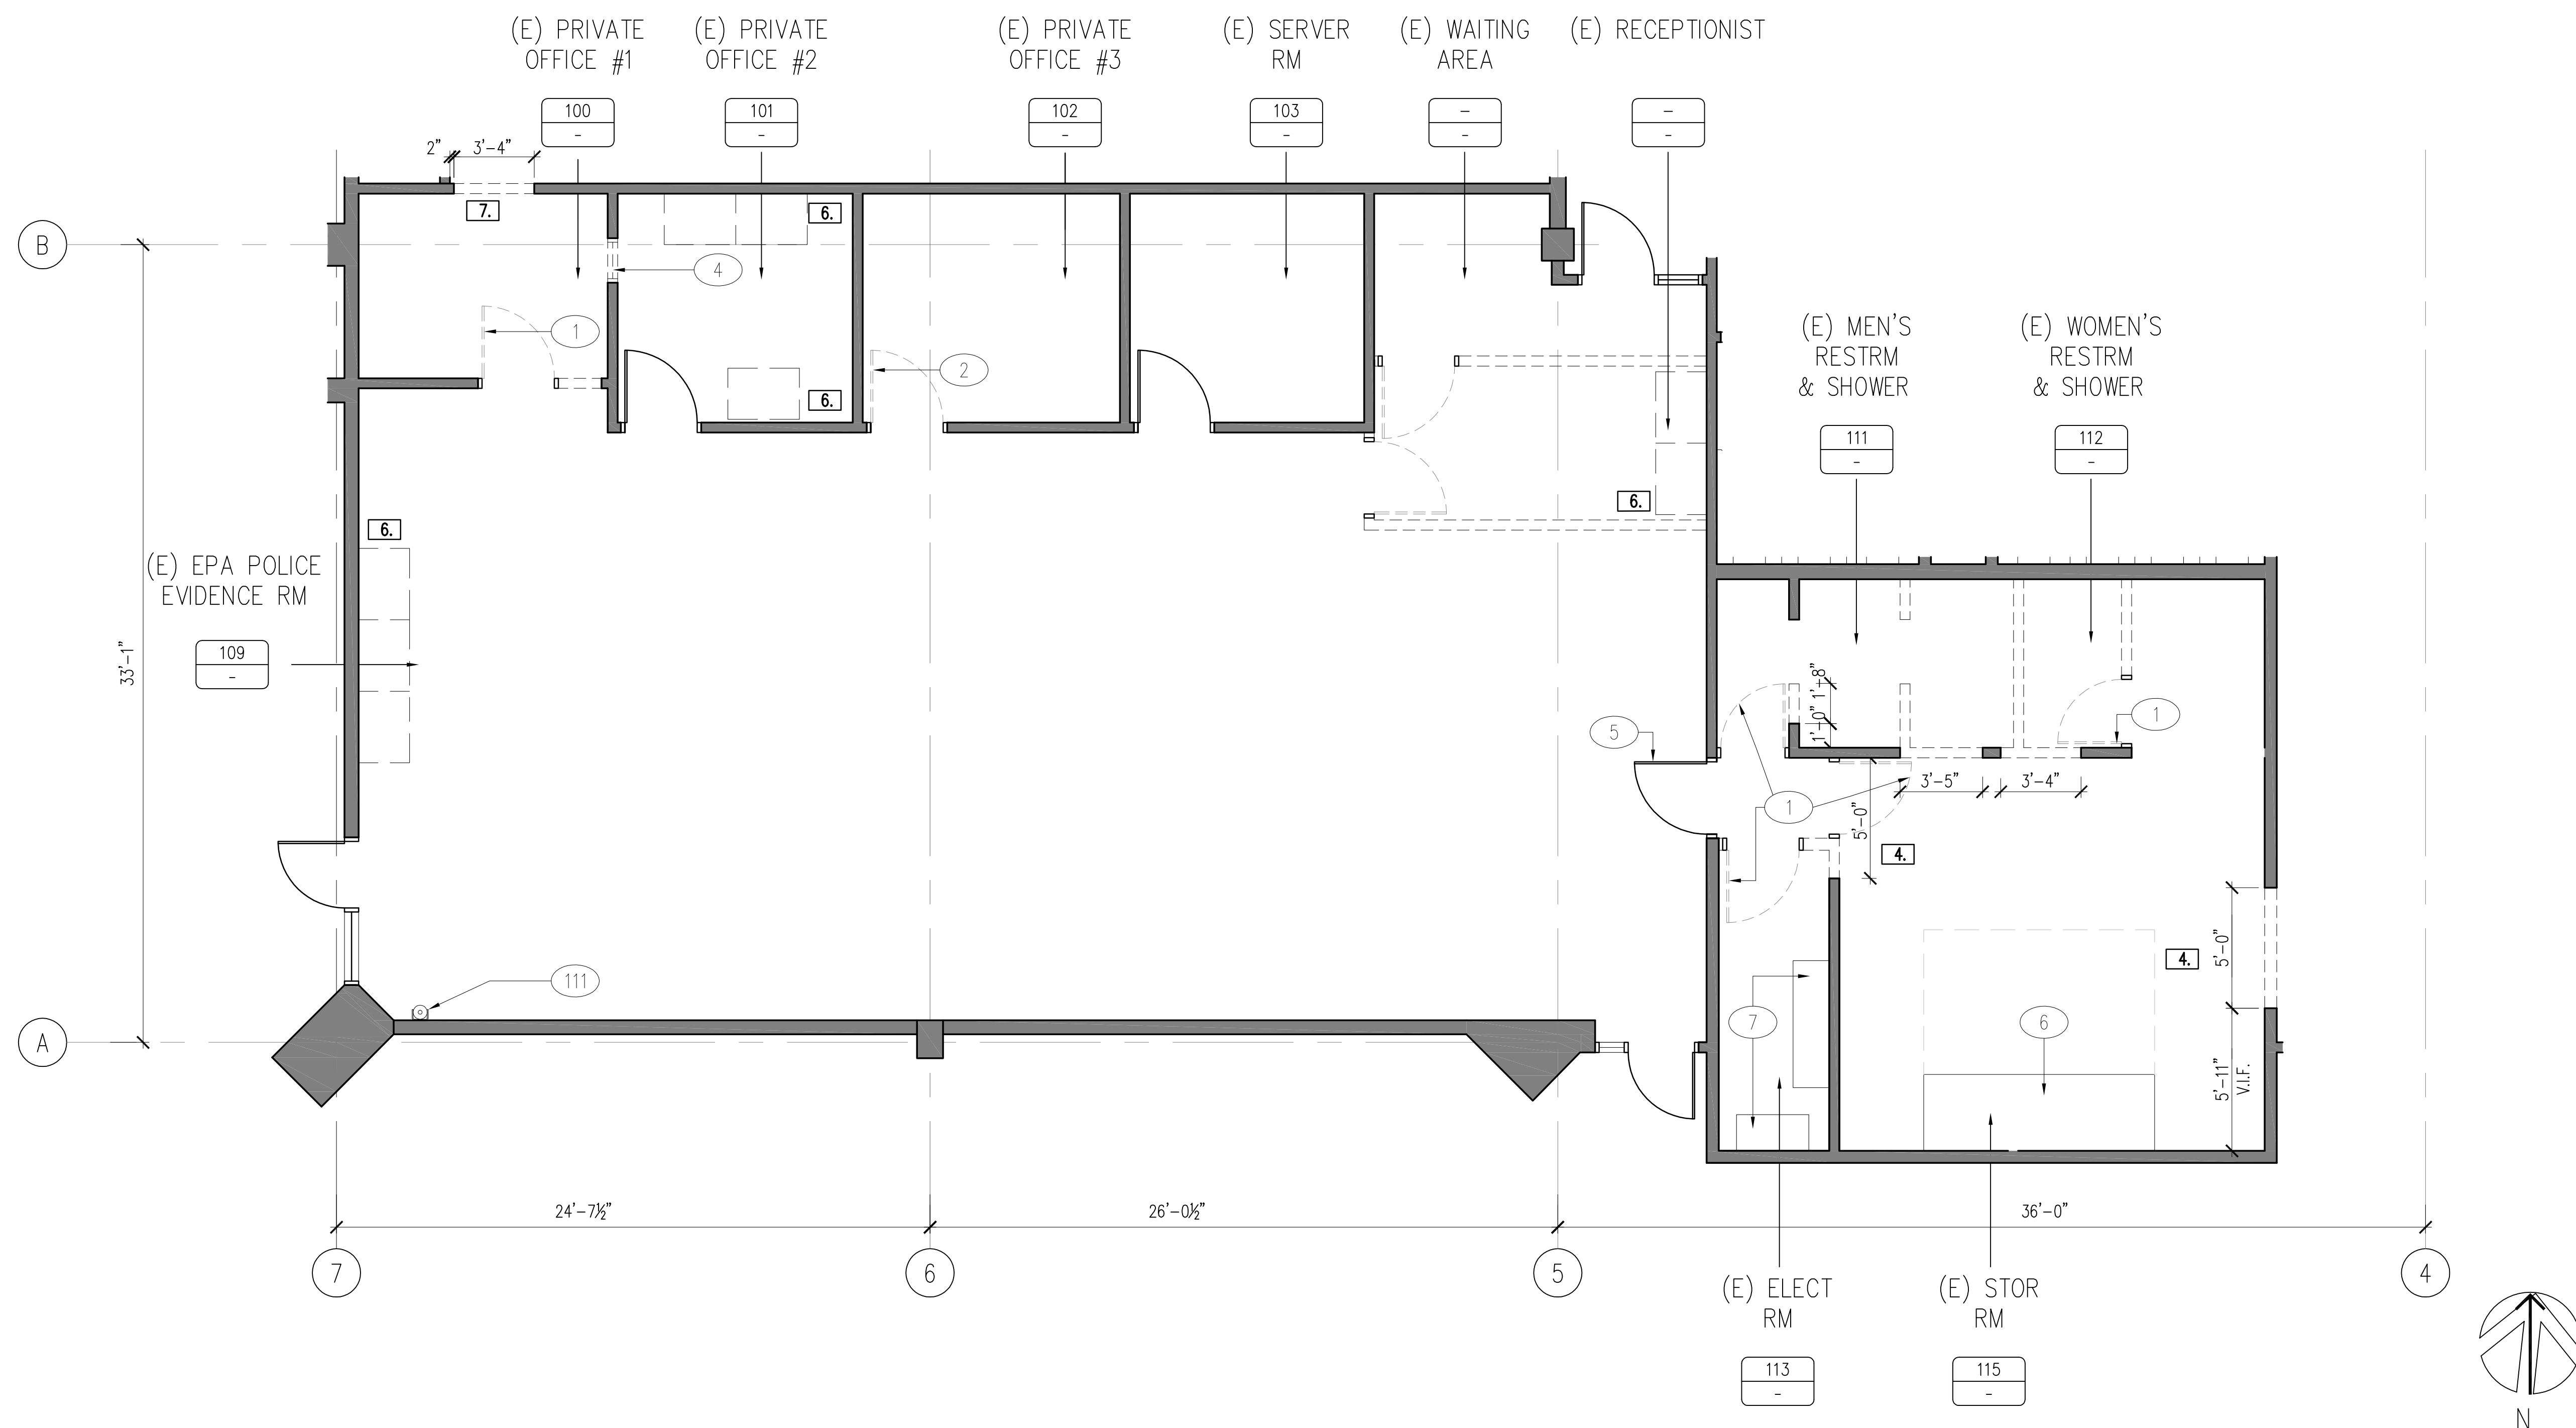 (E) PRIVATE
OFFICE #1
(E) PRIVATE
OFFICE #2
(E) PRIVATE
OFFICE #3
(E) SERVER
RM
(E) WAITING
AREA
(E) RECEPTIONIST
100
-
101
-
102
-
103
-
-
-
-
-
2"
3'-4"
7.
6.
B
4
1
2
6.
(E) MEN'S
RESTRM
& SHOWER
(E) WOMEN'S
RESTRM
& SHOWER
111
-
112
-
6.
6.
(E) EPA POLICE
EVIDENCE RM
109
-
33'-1"
1'-8"
1'-0"
5
1
1
3'-5"
3'-4"
5'-0"
4.
4.
5'-0"
111
7
6
A
5'-11"
V.I.F.
24'-7½"
26'-0½"
36'-0"
7
6
5
4
(E) ELECT
RM
(E) STOR
RM
113
-
115
-
N